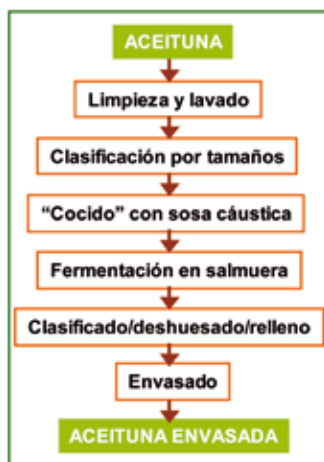 ACEITUNA
Limpieza y lavado
Clasificación por tamaños
“Cocido” con sosa cáustica
Fermentación en salmuera
Clasificado/deshuesado/relleno
Envasado
ACEITUNA ENVASADA